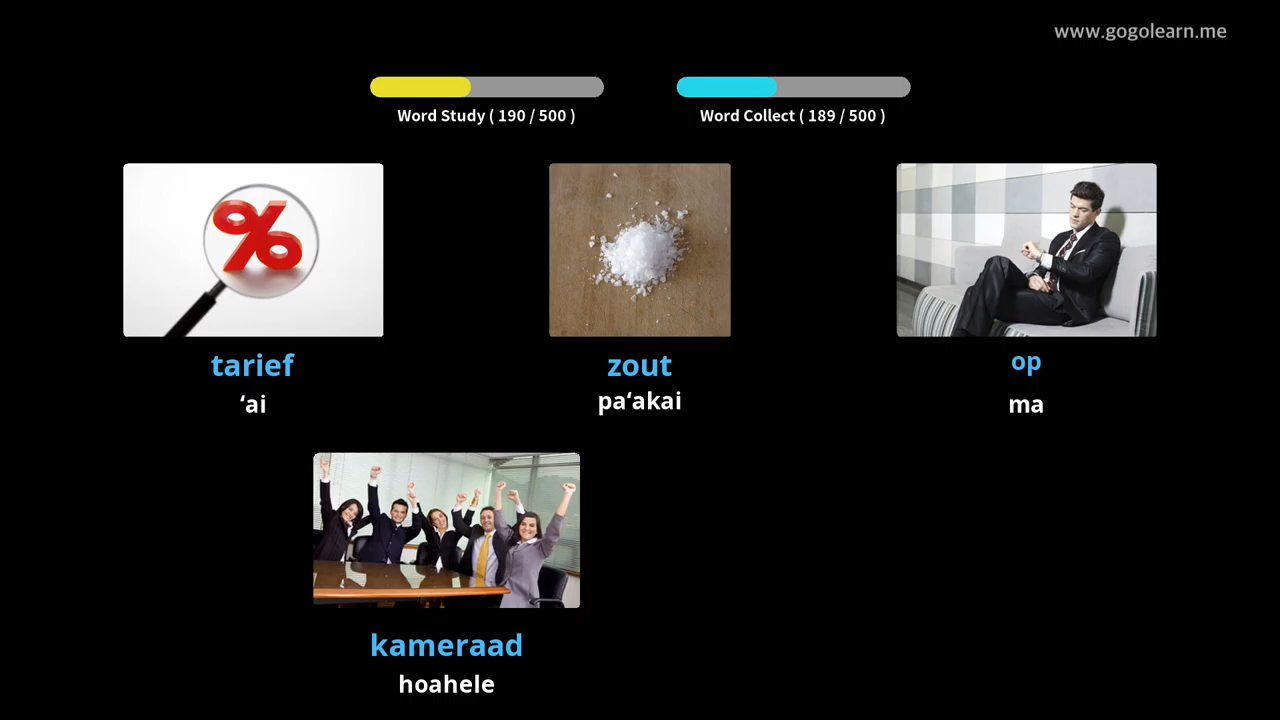 www.gogolearn.me
Word Study ( 190 / 500 )
Word Collect ( 189 / 500 )
%
tarief
ʻai
zout
paʻakai
op
ma
kameraad
hoahele